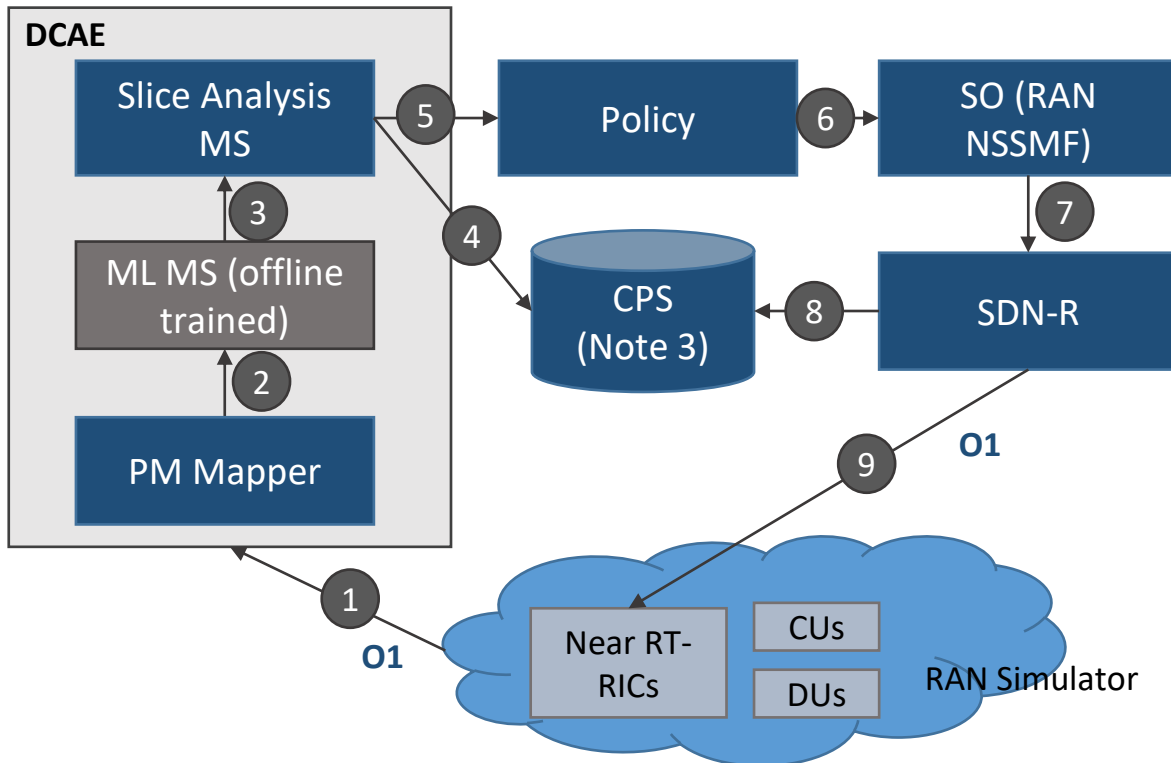 DCAE
Slice Analysis
MS
5
Policy
6
SO (RAN
NSSMF)
3
4
7
ML MS (offline
trained)
CPS
(Note 3)
8
SDN-R
2
PM Mapper
O1
9
1
O1
Near RT-
RICs
CUs
DUs
RAN Simulator